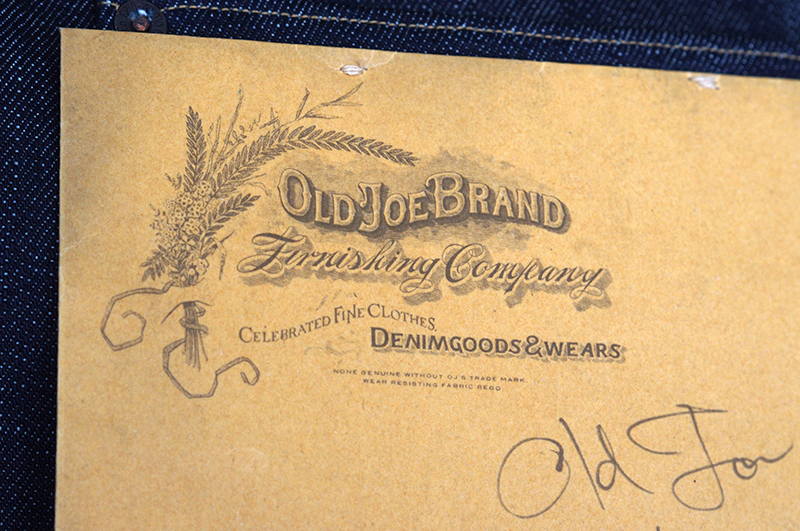 OLD JOE BRAND
Furnishing Company
CELEBRATED FINE CLOTHES,
DENIMGOODS & WEARS
NONE GENUINE WITHOUT OJ'S TRADE MARK.
WEAR RESISTING FABRIC REGD
Old Joe